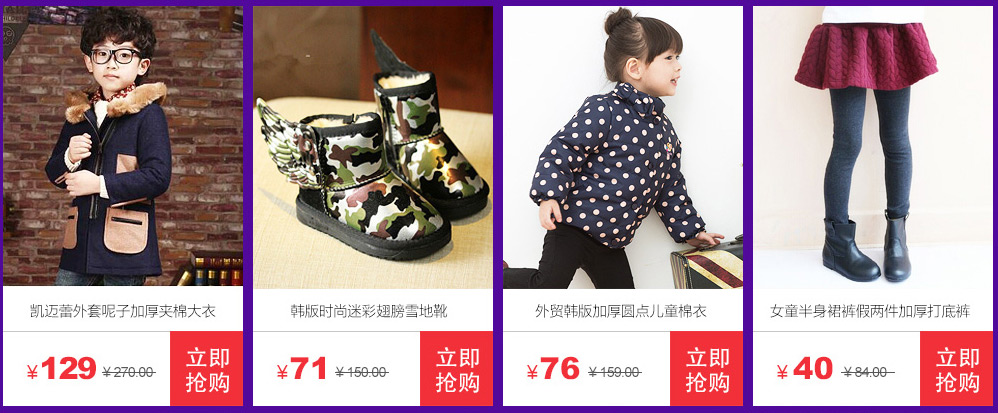 凯迈蕾外套呢子加厚夹棉大衣
¥129 ¥270.00
立即
抢购
韩版时尚迷彩翅膀雪地靴
¥71 ¥150.00
立即
抢购
外贸韩版加厚圆点儿童棉衣
¥76 ¥159.00
立即
抢购
女童半身裙裤假两件加厚打底裤
¥40 ¥84.00
立即
抢购